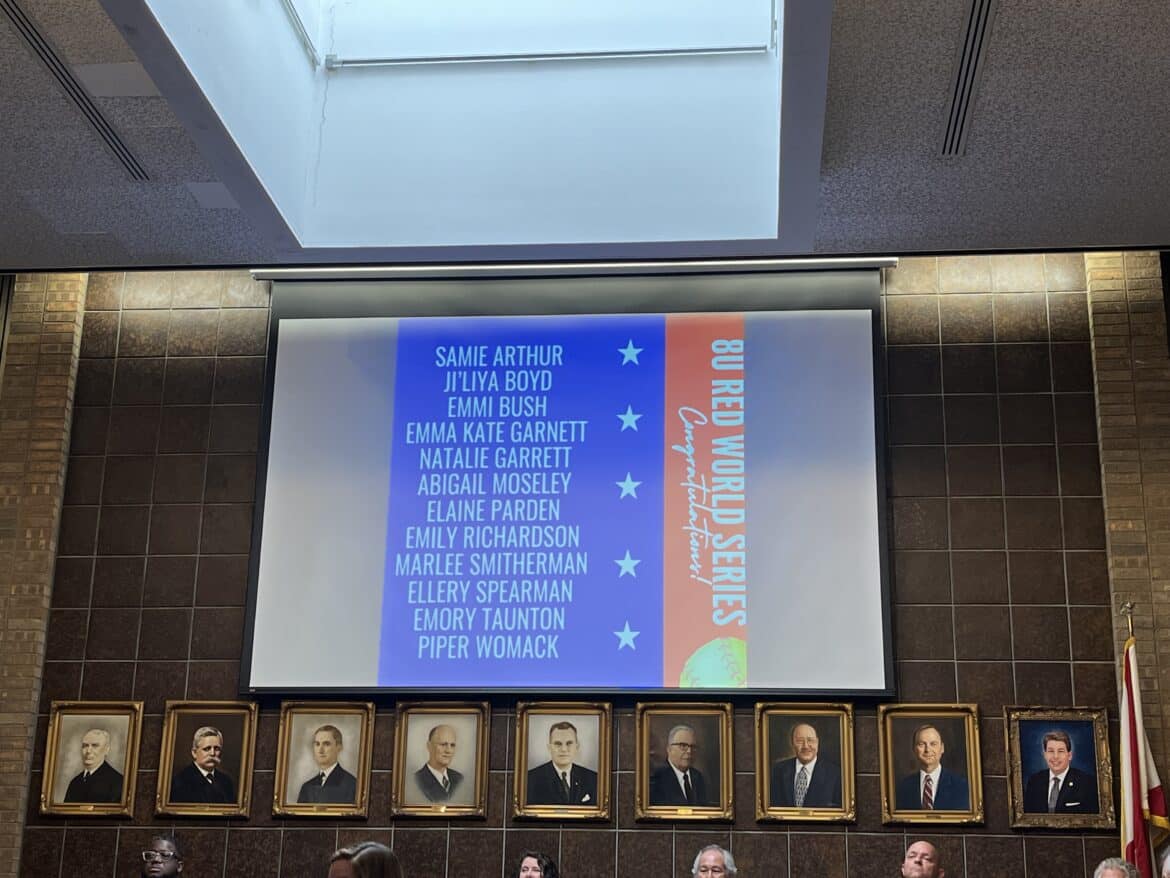 SAMIE ARTHUR
JI'LIYA BOYD
EMMI BUSH
EMMA KATE GARNETT
NATALIE GARRETT
ABIGAIL MOSELEY
ELAINE PARDEN
EMILY RICHARDSON
MARLEE SMITHERMAN
ELLERY SPEARMAN
EMORY TAUNTON
PIPER WOMACK
8U RED WORLD SERIES
Congratulations!